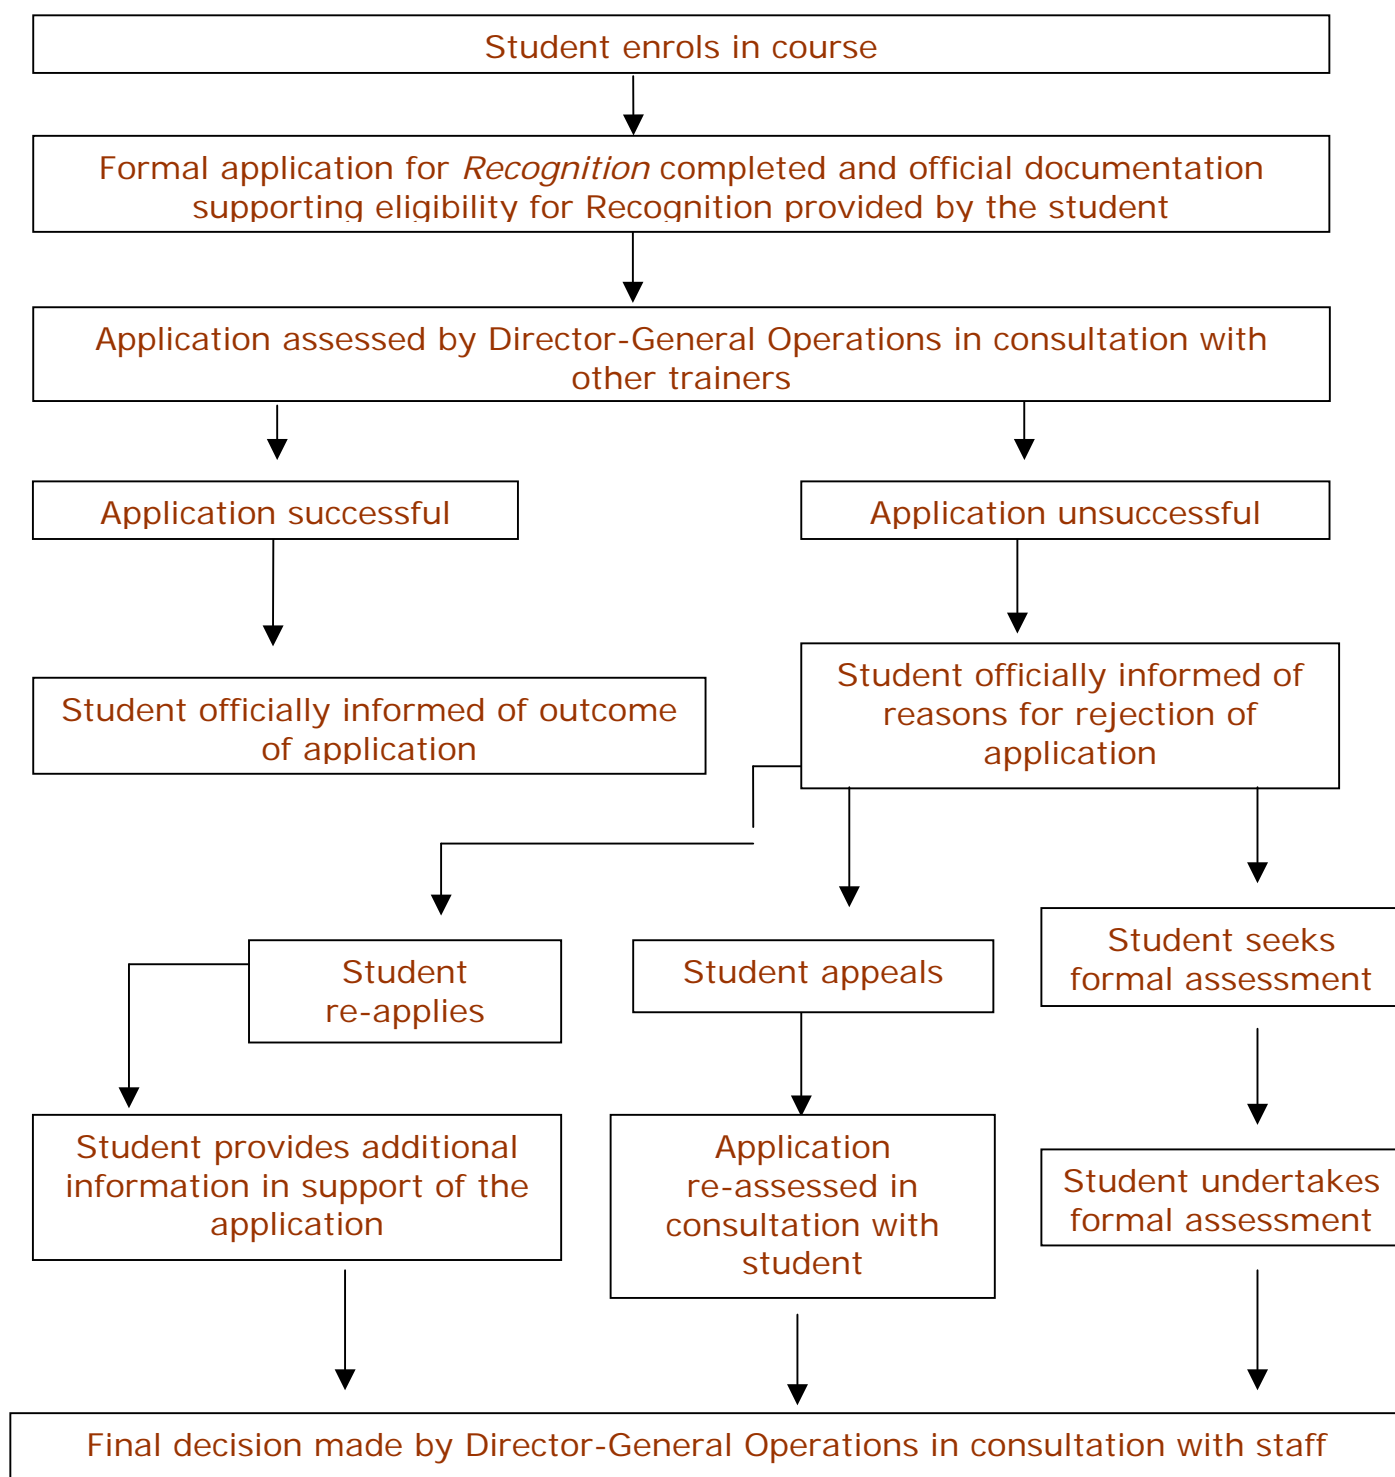 Student enrols in course
Formal application for Recognition completed and official documentation
supporting eligibility for Recognition provided by the student
Application assessed by Director-General Operations in consultation with
other trainers
Application successful
Application unsuccessful
Student officially informed of outcome
of application
Student officially informed of
reasons for rejection of
application
Student
re-applies
Student appeals
Student seeks
formal assessment
Student provides additional
information in support of the
application
Application
re-assessed in
consultation with
student
Student undertakes
formal assessment
Final decision made by Director-General Operations in consultation with staff